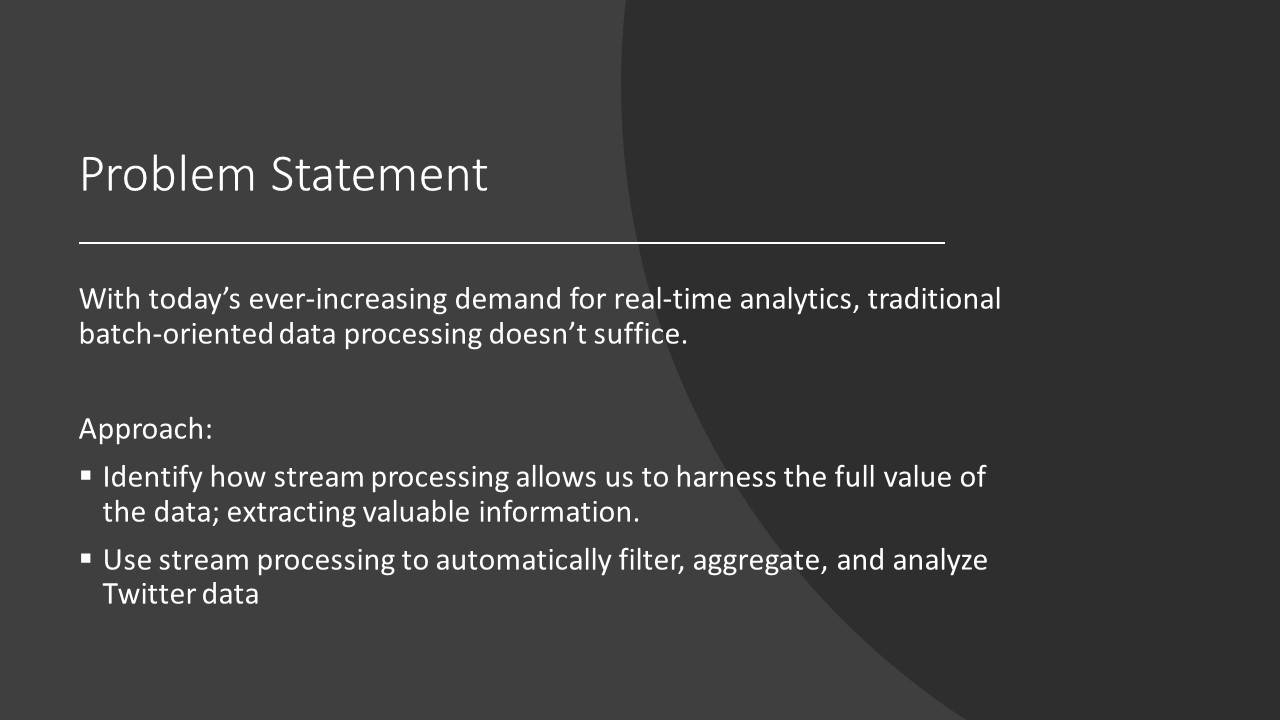 Problem Statement
With today’s ever-increasing demand for real-time analytics, traditional
batch-oriented data processing doesn’t suffice.
Approach:
▪ Identify how stream processing allows us to harness the full value of
the data; extracting valuable information.
▪ Use stream processing to automatically filter, aggregate, and analyze
Twitter data